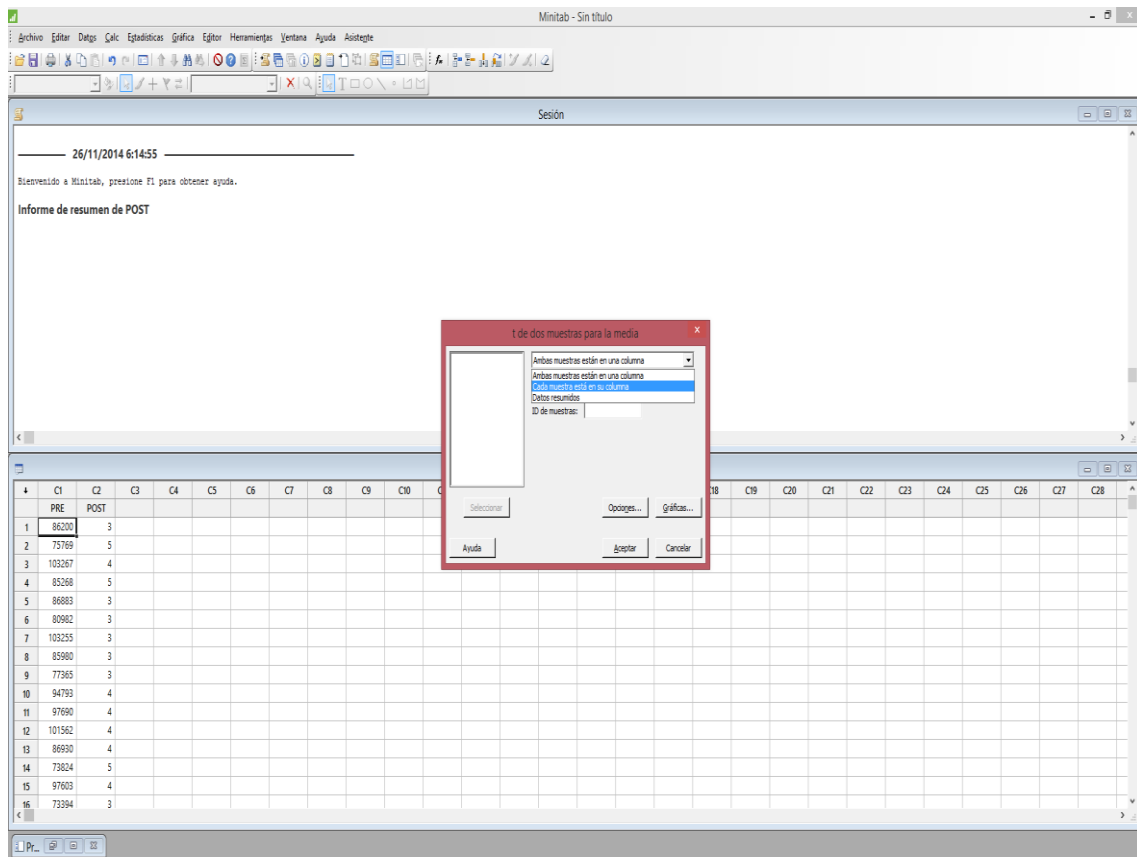 Minitab - Sin título
Archivo Editar Datos Calc Estadísticas Gráfica Editor Herramientas Ventana Ayuda Asistente
Sesión
26/11/2014 6:14:55
Bienvenido a Minitab, presione F1 para obtener ayuda.
Informe de resumen de POST
t de dos muestras para la media
Ambas muestras están en una columna
Ambas muestras están en una columna
Cada muestra está en su columna
Datos resumidos
ID de muestras:
Seleccionar
Opciones... Gráficas...
Ayuda Aceptar Cancelar
C1 C2 C3 C4 C5 C6 C7 C8 C9 C10 C18 C19 C20 C21 C22 C23 C24 C25 C26 C27 C28
PRE POST
1 86200 3
2 75769 5
3 103267 4
4 85268 5
5 86883 3
6 80982 3
7 103255 3
8 85980 3
9 77365 3
10 94793 4
11 97690 4
12 101562 4
13 86930 4
14 73824 5
15 97603 4
16 73394 3
Pr...